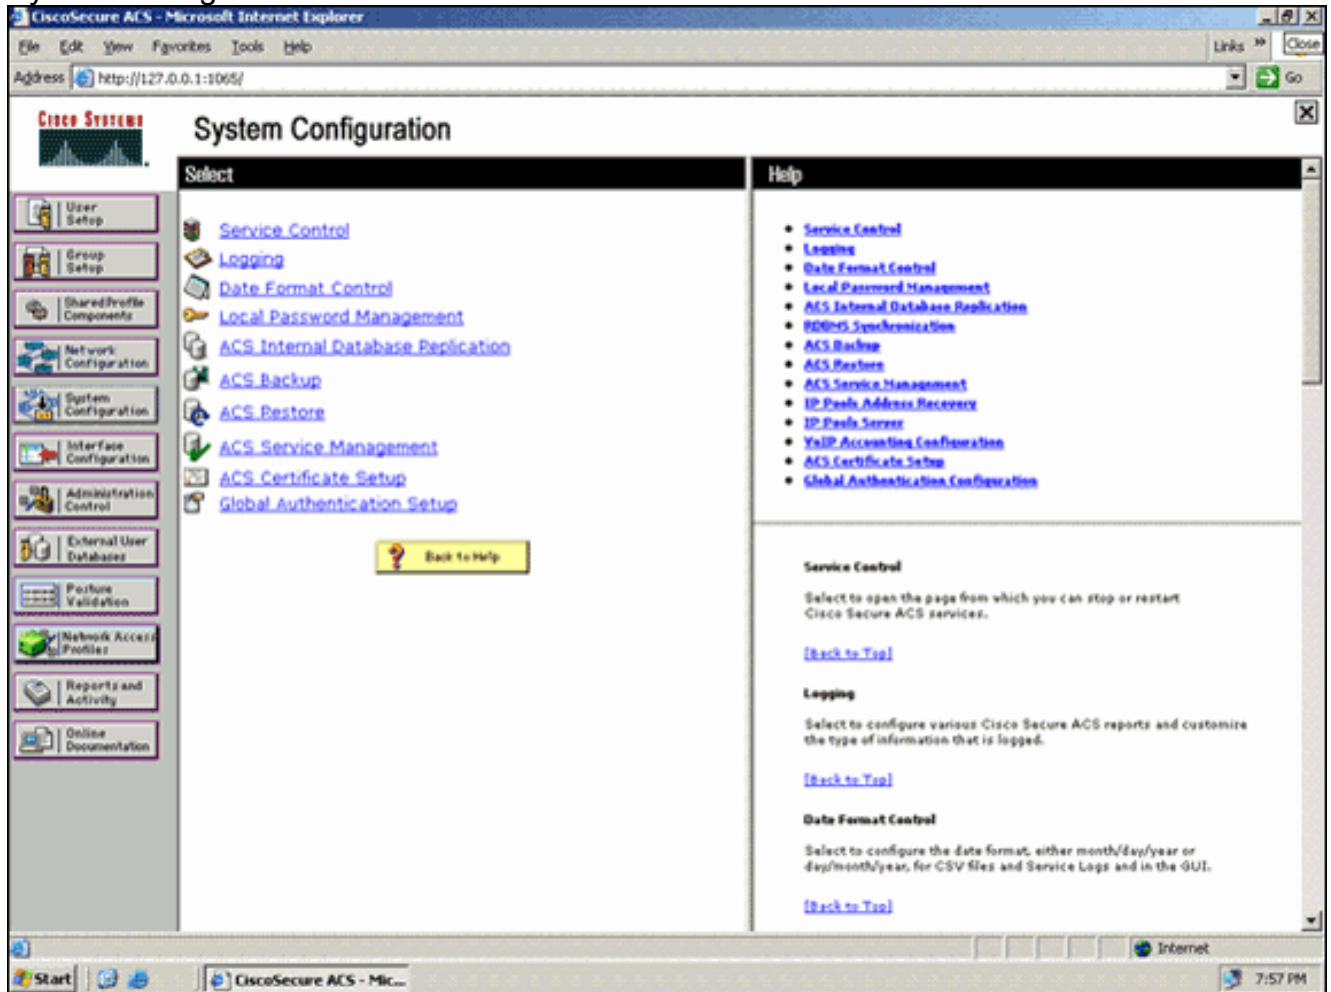 CiscoSecure ACS - Microsoft Internet Explorer
File Edit View Favorites Tools Help
Links »
Close
Address http://127.0.0.1:1065/
Go
CISCO SYSTEMS
System Configuration
Select
Help
User
Setup
Group
Setup
Shared Profile
Components
Network
Configuration
System
Configuration
Interface
Configuration
Administration
Control
External User
Databases
Posture
Validation
Network Access
Profiles
Reports and
Activity
Online
Documentation
Service Control
Logging
Date Format Control
Local Password Management
ACS Internal Database Replication
ACS Backup
ACS Restore
ACS Service Management
ACS Certificate Setup
Global Authentication Setup
Back to Help
Service Control
Logging
Date Format Control
Local Password Management
ACS Internal Database Replication
RDBMS Synchronization
ACS Backup
ACS Restore
ACS Service Management
IP Pools Address Recovery
IP Pools Server
VoIP Accounting Configuration
ACS Certificate Setup
Global Authentication Configuration
Service Control
Select to open the page from which you can stop or restart
Cisco Secure ACS services.
[Back to Top]
Logging
Select to configure various Cisco Secure ACS reports and customize
the type of information that is logged.
[Back to Top]
Date Format Control
Select to configure the date format, either month/day/year or
day/month/year, for CSV files and Service Logs and in the GUI.
[Back to Top]
Internet
Start
CiscoSecure ACS - Mic...
7:57 PM